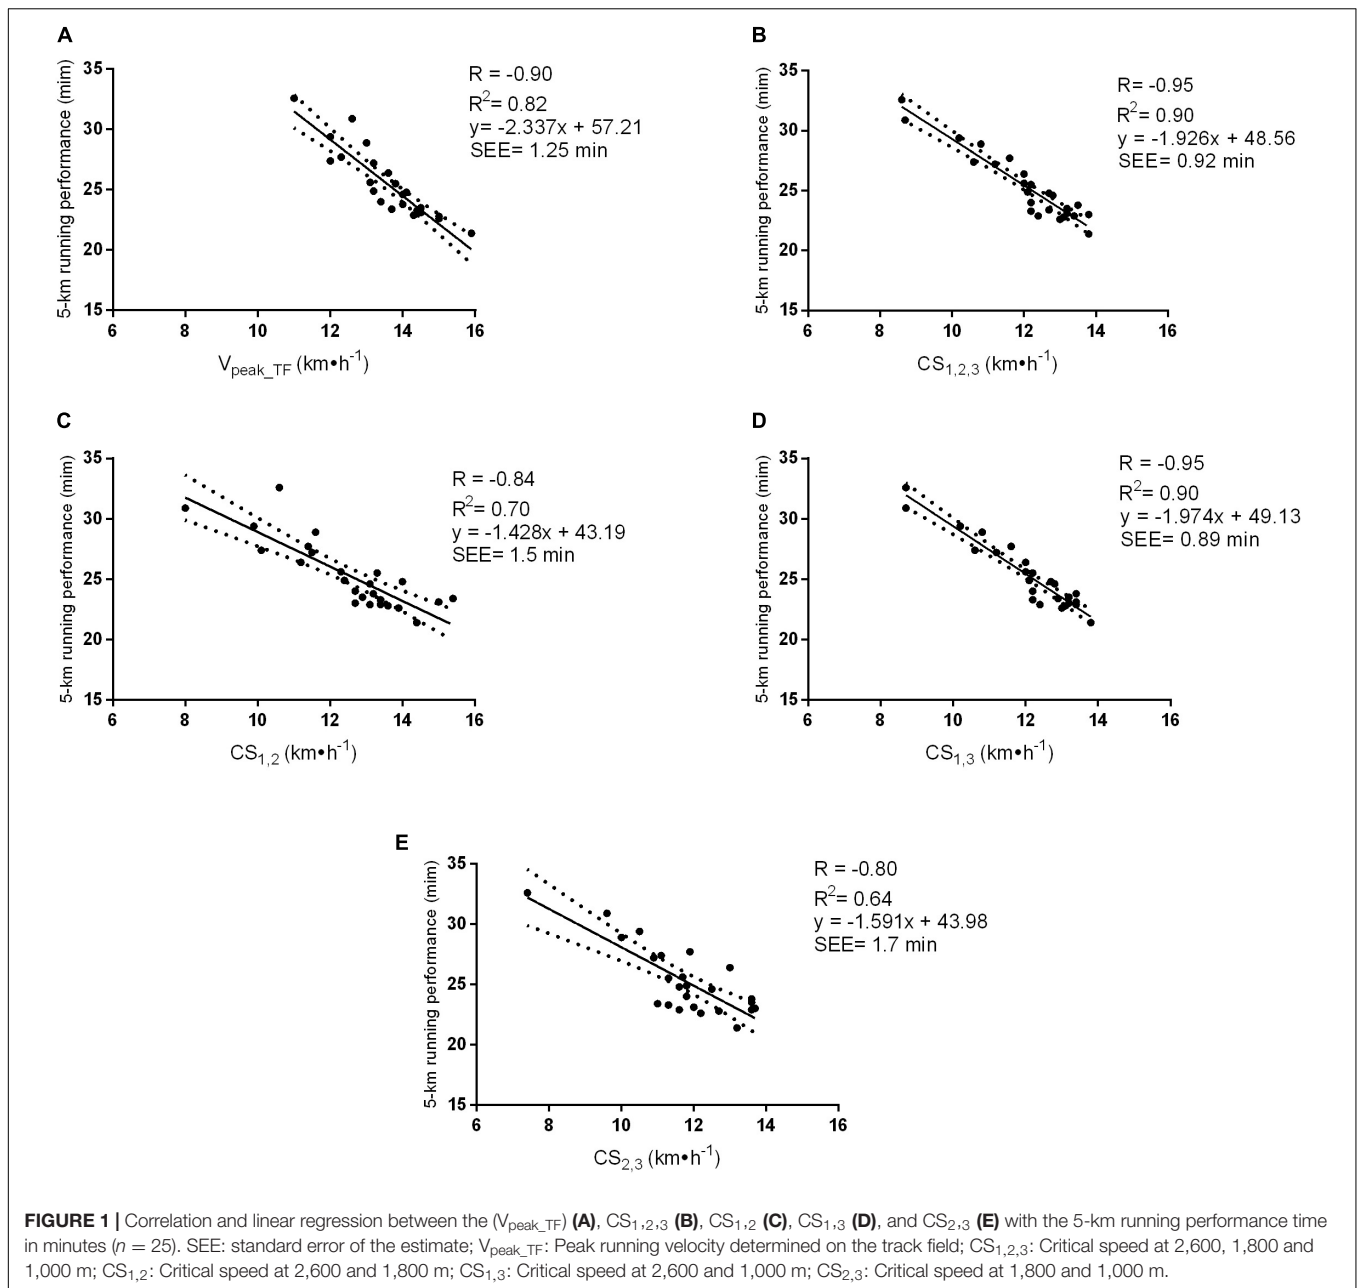 A
35
30
25
20
15
5-km running performance (mim)
6 8 10 12 14 16
V_peak_TF (km•h⁻¹)
R = -0.90
R²= 0.82
y= -2.337x + 57.21
SEE= 1.25 min
B
35
30
25
20
15
5-km running performance (mim)
6 8 10 12 14 16
CS₁,₂,₃ (km•h⁻¹)
R= -0.95
R²= 0.90
y = -1.926x + 48.56
SEE= 0.92 min
C
35
30
25
20
15
5-km running performance (mim)
6 8 10 12 14 16
CS₁,₂ (km•h⁻¹)
R = -0.84
R²= 0.70
y = -1.428x + 43.19
SEE= 1.5 min
D
35
30
25
20
15
5-km running performance (mim)
6 8 10 12 14 16
CS₁,₃ (km•h⁻¹)
R = -0.95
R²= 0.90
y = -1.974x + 49.13
SEE= 0.89 min
E
35
30
25
20
15
5-km running performance (mim)
6 8 10 12 14 16
CS₂,₃ (km•h⁻¹)
R = -0.80
R²= 0.64
y = -1.591x + 43.98
SEE= 1.7 min
FIGURE 1 | Correlation and linear regression between the (V_peak_TF) (A), CS₁,₂,₃ (B), CS₁,₂ (C), CS₁,₃ (D), and CS₂,₃ (E) with the 5-km running performance time
in minutes (n = 25). SEE: standard error of the estimate; V_peak_TF: Peak running velocity determined on the track field; CS₁,₂,₃: Critical speed at 2,600, 1,800 and
1,000 m; CS₁,₂: Critical speed at 2,600 and 1,800 m; CS₁,₃: Critical speed at 2,600 and 1,000 m; CS₂,₃: Critical speed at 1,800 and 1,000 m.